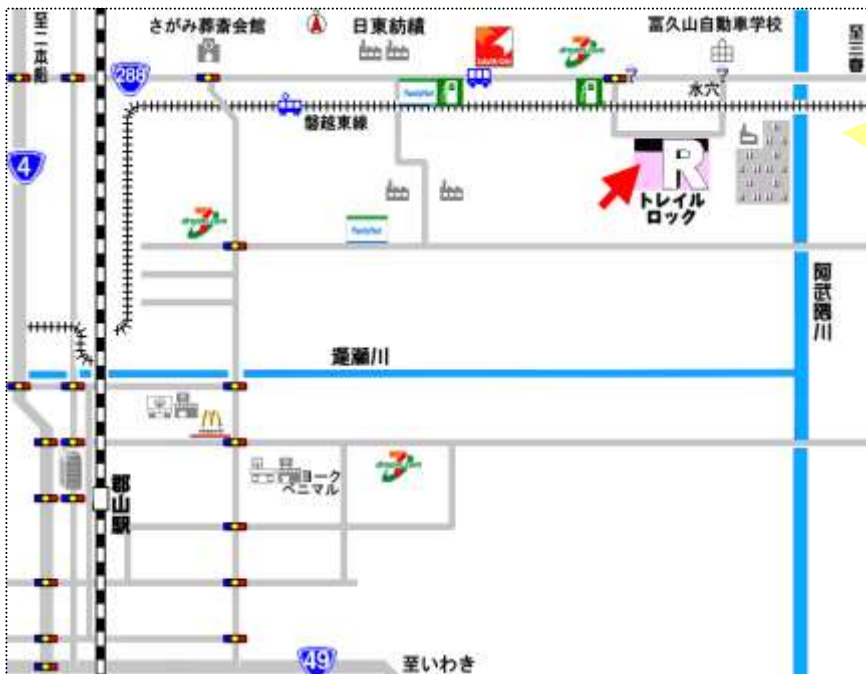 至二本松
さがみ葬斎会館
日東紡績
冨久山自動車学校
至三春
288
FamilyMart
水穴
磐越東線
4
R
トレイル
ロック
FamilyMart
阿武隈川
逢瀬川
郡山駅
ヨーク
ベニマル
49
至いわき